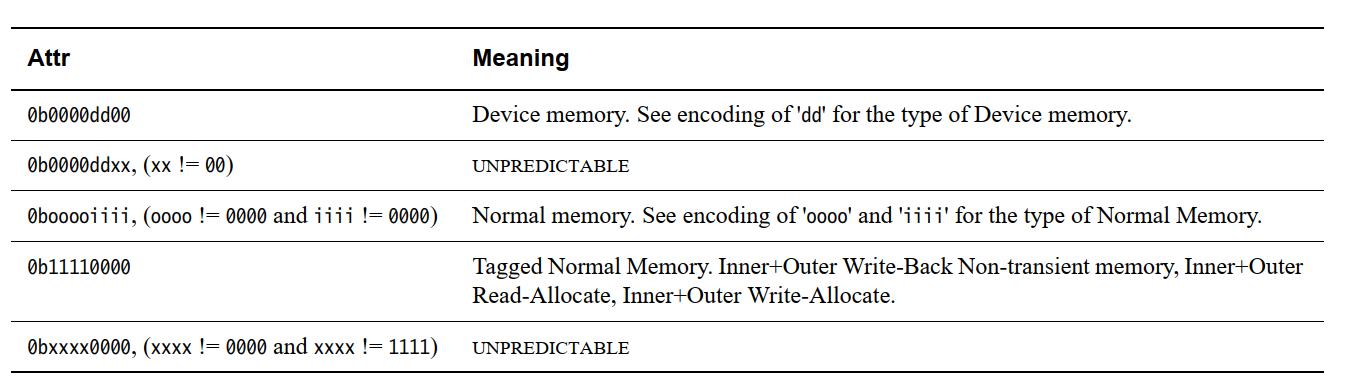 Attr Meaning
0b0000dd00 Device memory. See encoding of 'dd' for the type of Device memory.
0b0000ddxx, (xx != 00) UNPREDICTABLE
0booooiiii, (oooo != 0000 and iiii != 0000) Normal memory. See encoding of 'oooo' and 'iiii' for the type of Normal Memory.
0b11110000 Tagged Normal Memory. Inner+Outer Write-Back Non-transient memory, Inner+Outer
Read-Allocate, Inner+Outer Write-Allocate.
0bxxxx0000, (xxxx != 0000 and xxxx != 1111) UNPREDICTABLE